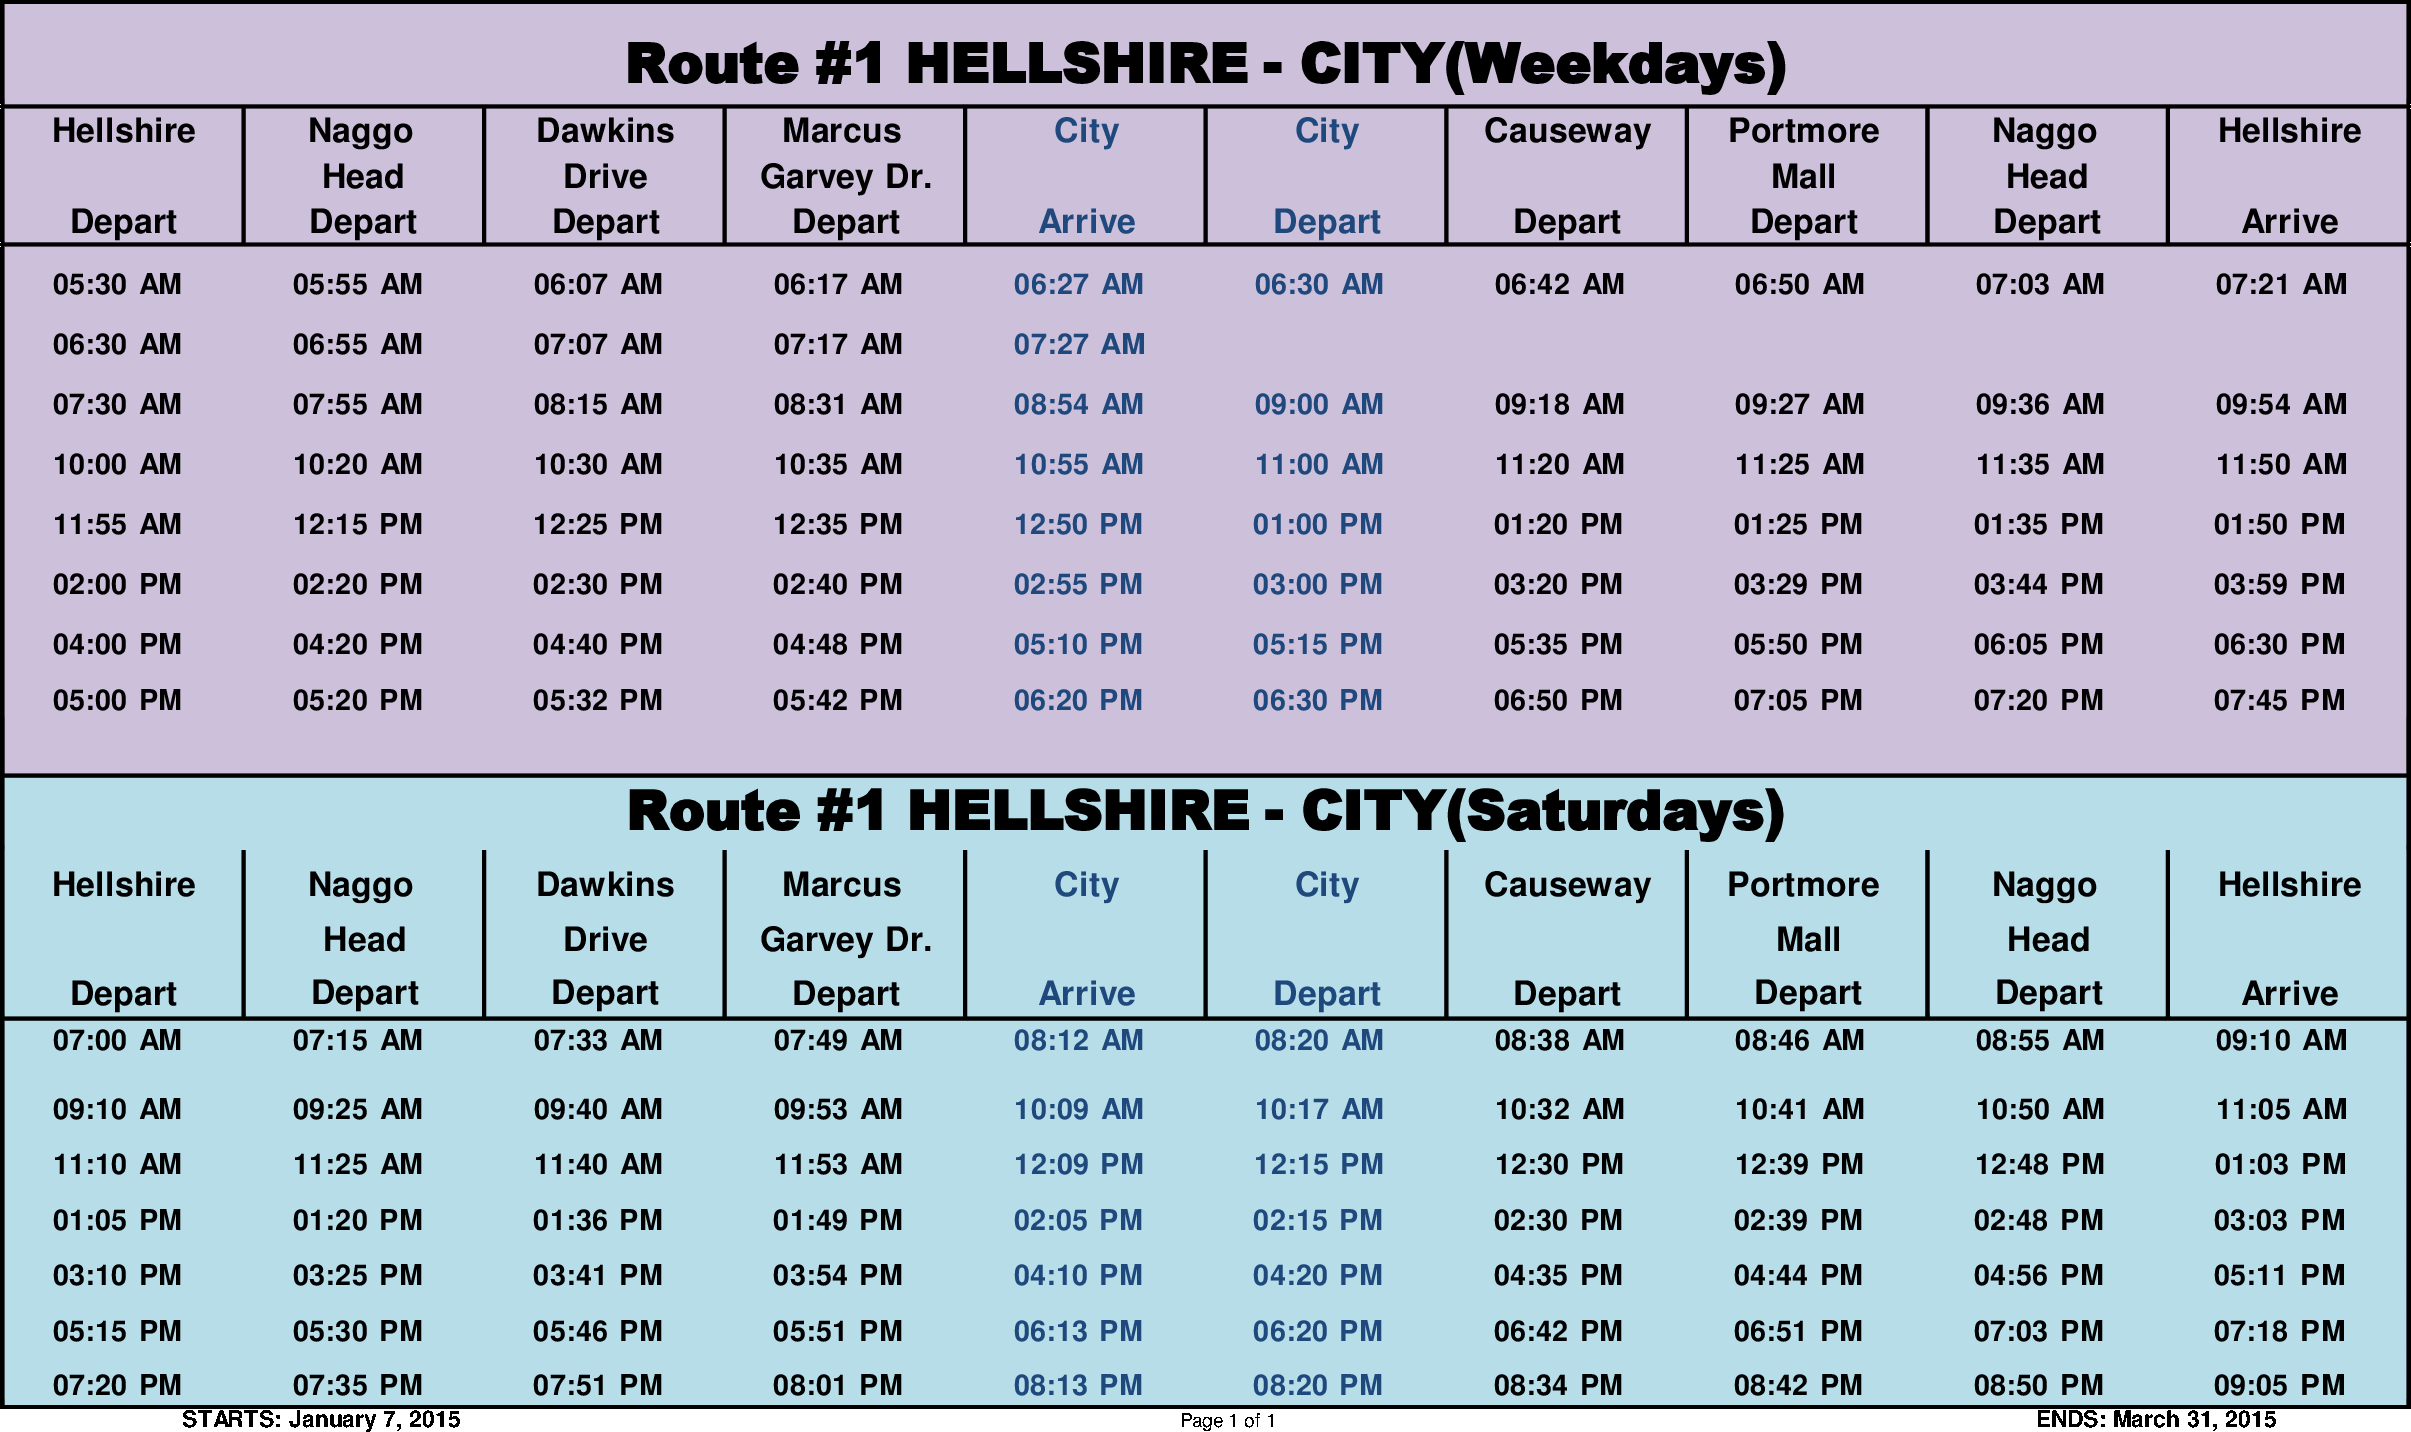 Route #1 HELLSHIRE - CITY(Weekdays)
Hellshire Naggo Dawkins Marcus City City Causeway Portmore Naggo Hellshire
Head Drive Garvey Dr. Mall Head
Depart Depart Depart Depart Arrive Depart Depart Depart Depart Arrive
05:30 AM 05:55 AM 06:07 AM 06:17 AM 06:27 AM 06:30 AM 06:42 AM 06:50 AM 07:03 AM 07:21 AM
06:30 AM 06:55 AM 07:07 AM 07:17 AM 07:27 AM
07:30 AM 07:55 AM 08:15 AM 08:31 AM 08:54 AM 09:00 AM 09:18 AM 09:27 AM 09:36 AM 09:54 AM
10:00 AM 10:20 AM 10:30 AM 10:35 AM 10:55 AM 11:00 AM 11:20 AM 11:25 AM 11:35 AM 11:50 AM
11:55 AM 12:15 PM 12:25 PM 12:35 PM 12:50 PM 01:00 PM 01:20 PM 01:25 PM 01:35 PM 01:50 PM
02:00 PM 02:20 PM 02:30 PM 02:40 PM 02:55 PM 03:00 PM 03:20 PM 03:29 PM 03:44 PM 03:59 PM
04:00 PM 04:20 PM 04:40 PM 04:48 PM 05:10 PM 05:15 PM 05:35 PM 05:50 PM 06:05 PM 06:30 PM
05:00 PM 05:20 PM 05:32 PM 05:42 PM 06:20 PM 06:30 PM 06:50 PM 07:05 PM 07:20 PM 07:45 PM
Route #1 HELLSHIRE - CITY(Saturdays)
Hellshire Naggo Dawkins Marcus City City Causeway Portmore Naggo Hellshire
Head Drive Garvey Dr. Mall Head
Depart Depart Depart Depart Arrive Depart Depart Depart Depart Arrive
07:00 AM 07:15 AM 07:33 AM 07:49 AM 08:12 AM 08:20 AM 08:38 AM 08:46 AM 08:55 AM 09:10 AM
09:10 AM 09:25 AM 09:40 AM 09:53 AM 10:09 AM 10:17 AM 10:32 AM 10:41 AM 10:50 AM 11:05 AM
11:10 AM 11:25 AM 11:40 AM 11:53 AM 12:09 PM 12:15 PM 12:30 PM 12:39 PM 12:48 PM 01:03 PM
01:05 PM 01:20 PM 01:36 PM 01:49 PM 02:05 PM 02:15 PM 02:30 PM 02:39 PM 02:48 PM 03:03 PM
03:10 PM 03:25 PM 03:41 PM 03:54 PM 04:10 PM 04:20 PM 04:35 PM 04:44 PM 04:56 PM 05:11 PM
05:15 PM 05:30 PM 05:46 PM 05:51 PM 06:13 PM 06:20 PM 06:42 PM 06:51 PM 07:03 PM 07:18 PM
07:20 PM 07:35 PM 07:51 PM 08:01 PM 08:13 PM 08:20 PM 08:34 PM 08:42 PM 08:50 PM 09:05 PM
STARTS: January 7, 2015 Page 1 of 1 ENDS: March 31, 2015